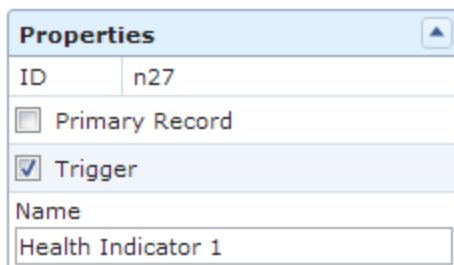 Properties
ID n27
Primary Record
Trigger
Name
Health Indicator 1